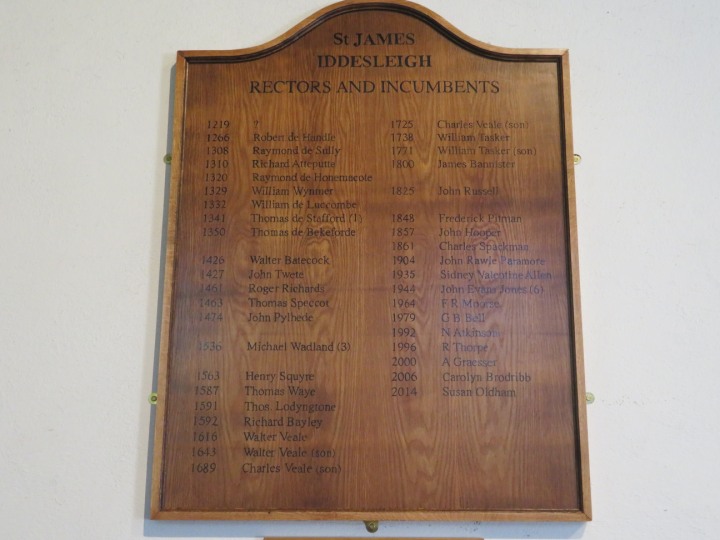 St JAMES
IDDESLEIGH
RECTORS AND INCUMBENTS
1219 ?
1266 Robert de Handle
1308 Raymond de Sully
1310 Richard Atteputte
1320 Raymond de Honemacole
1329 William Wynmer
1332 William de Luccombe
1341 Thomas de Stafford (1)
1350 Thomas de Bekeforde
1426 Walter Batecock
1427 John Twete
1461 Roger Richards
1463 Thomas Speccot
1474 John Pylhede
1536 Michael Wadland (3)
1563 Henry Squyre
1587 Thomas Waye
1591 Thos. Lodyngtone
1592 Richard Bayley
1616 Walter Veale
1643 Walter Veale (son)
1689 Charles Veale (son)
1725 Charles Veale (son)
1738 William Tasker
1771 William Tasker (son)
1800 James Bannister
1825 John Russell
1848 Frederick Pitman
1857 John Hooper
1861 Charles Spackman
1904 John Rawle Paramore
1935 Sidney Valentine Allen
1944 John Evans Jones (6)
1964 F R
1979 G B Bell
1992 N Atkinson
1996 R Thorpe
2000 A Graesser
2006 Carolyn Brodribb
2014 Susan Oldham